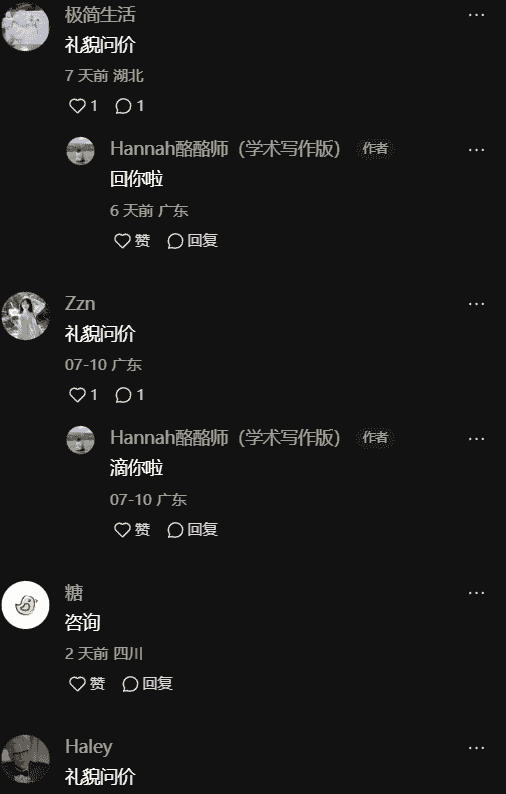 极简生活
礼貌问价
7 天前 湖北
1 1
Hannah酪酪师（学术写作版） 作者
回你啦
6 天前 广东
赞 回复
Zzn
礼貌问价
07-10 广东
1 1
Hannah酪酪师（学术写作版） 作者
滴你啦
07-10 广东
赞 回复
糖
咨询
2 天前 四川
赞 回复
Haley
礼貌问价